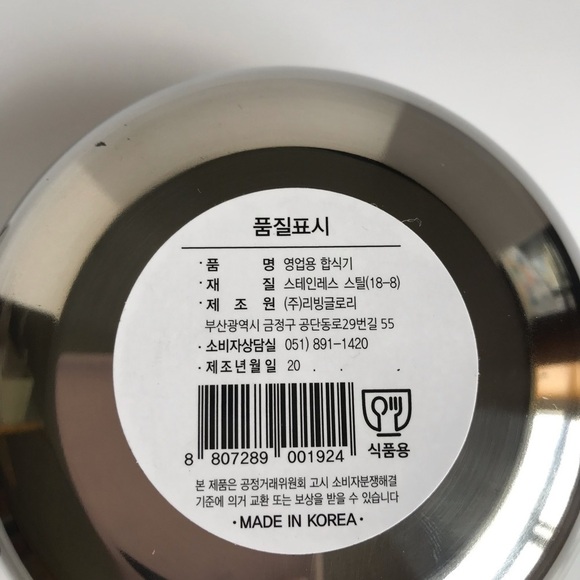 품질표시
· 품 명 영업용 합식기
· 재 질 스테인레스 스틸(18-8)
· 제 조 원 (주)리빙글로리
부산광역시 금정구 공단동로29번길 55
· 소비자상담실 051) 891-1420
· 제조년월일 20 . . .
8 807289 001924
식품용
본 제품은 공정거래위원회 고시 소비자분쟁해결
기준에 의거 교환 또는 보상을 받을 수 있습니다
· MADE IN KOREA ·